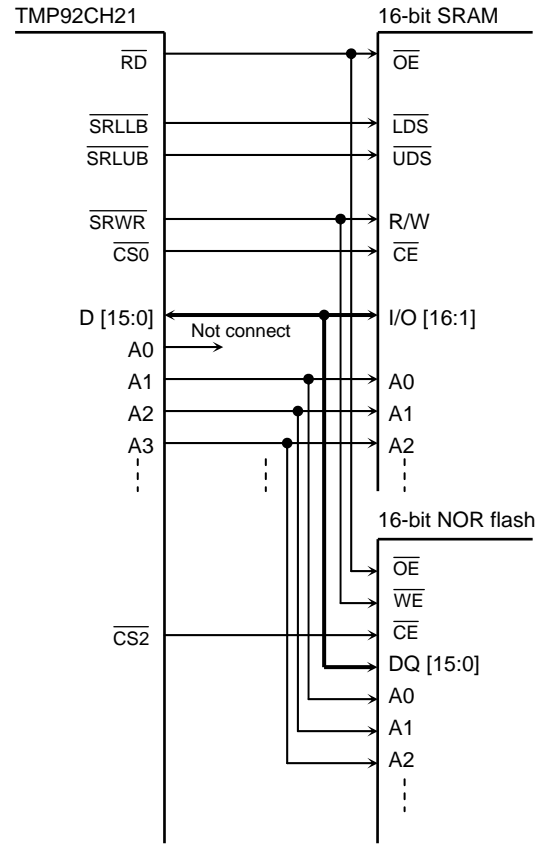 TMP92CH21 16-bit SRAM
RD OE
SRLLB LDS
SRLUB UDS
SRWR R/W
CS0 CE
D [15:0] I/O [16:1]
Not connect
A0
A1 A0
A2 A1
A3 A2
16-bit NOR flash
OE
WE
CS2 CE
DQ [15:0]
A0
A1
A2